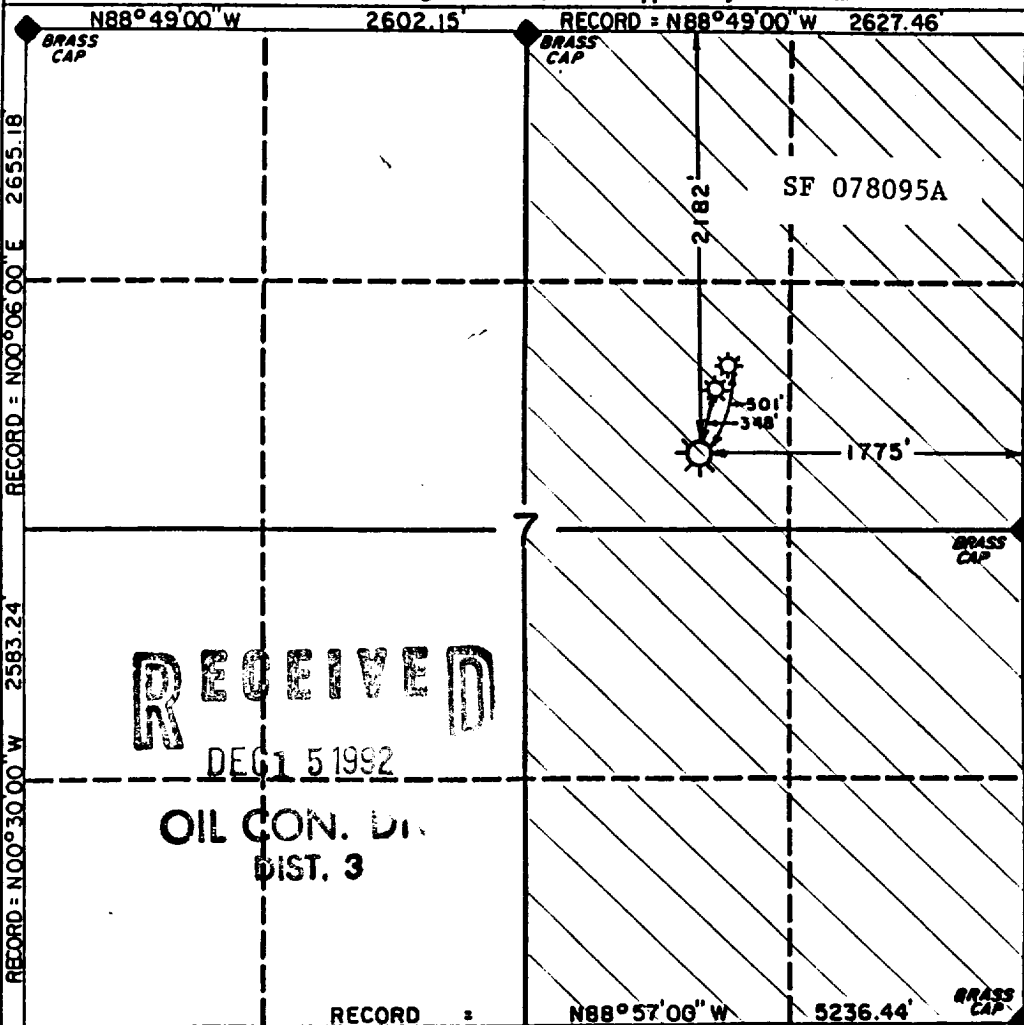 N88°49'00"W 2602.15' RECORD = N88°49'00"W 2627.46'
BRASS CAP
BRASS CAP
RECORD = N00°06'00"E 2655.18'
2182'
SF 078095A
501'
348'
1775'
7
BRASS CAP
RECORD = N00°30'00"W 2583.24'
RECEIVED
DEC 15 1992
OIL CON.
DIST. 3
BRASS CAP
RECORD = N88°57'00"W 5236.44'